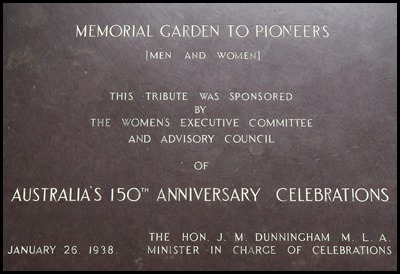 MEMORIAL GARDEN TO PIONEERS
[MEN AND WOMEN]
THIS TRIBUTE WAS SPONSORED
BY
THE WOMEN'S EXECUTIVE COMMITTEE
AND ADVISORY COUNCIL
OF
AUSTRALIA'S 150TH ANNIVERSARY CELEBRATIONS
THE HON. J. M. DUNNINGHAM M. L. A.
JANUARY 26. 1938. MINISTER IN CHARGE OF CELEBRATIONS